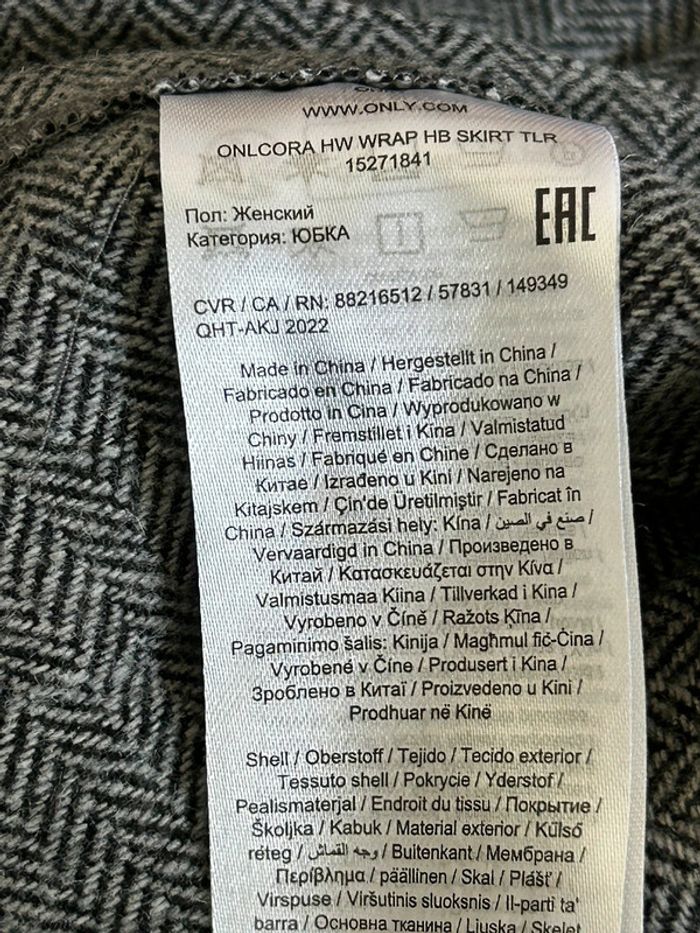 WWW.ONLY.COM
ONLCORA HW WRAP HB SKIRT TLR
15271841
Пол: Женский
Категория: ЮБКА
EAC
CVR / CA / RN: 88216512 / 57831 / 149349
QHT-AKJ 2022
Made in China / Hergestellt in China /
Fabricado en China / Fabricado na China /
Prodotto in Cina / Wyprodukowano w
Chiny / Fremstillet i Kina / Valmistatud
Hiinas / Fabriqué en Chine / Сделано в
Китае / Izrađeno u Kini / Narejeno na
Kitajskem / Çin'de Üretilmiştir / Fabricat în
China / Származási hely: Kína / صنع في الصين /
Vervaardigd in China / Произведено в
Китай / Κατασκευάζεται στην Κίνα /
Valmistusmaa Kiina / Tillverkad i Kina /
Vyrobeno v Číně / Ražots Ķīna /
Pagaminimo šalis: Kinija / Magħmul fiċ-Ċina /
Vyrobené v Číne / Produsert i Kina /
Зроблено в Китаї / Proizvedeno u Kini /
Prodhuar në Kinë
Shell / Oberstoff / Tejido / Tecido exterior /
Tessuto shell / Pokrycie / Yderstof /
Pealismaterjal / Endroit du tissu / Покрытие /
Školjka / Kabuk / Material exterior / Külső
réteg / وجه القماش / Buitenkant / Мембрана /
Περίβλημα / päällinen / Skal / Plášť /
Virspuse / Viršutinis sluoksnis / Il-parti ta'
barra / Основна тканина / Ljuska / Skelet